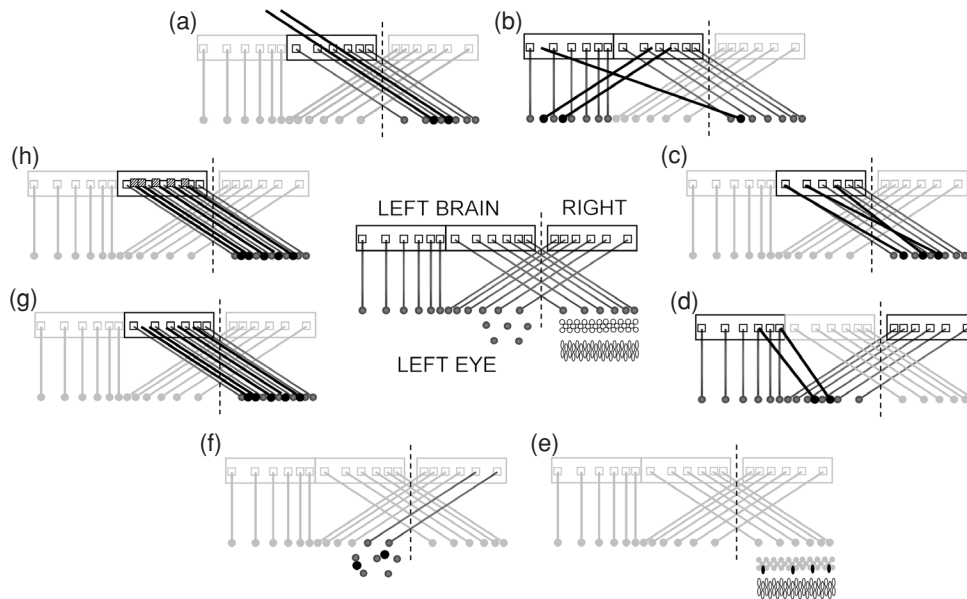 (a)
(b)
(h)
(c)
LEFT BRAIN RIGHT
(g)
(d)
LEFT EYE
(f)
(e)